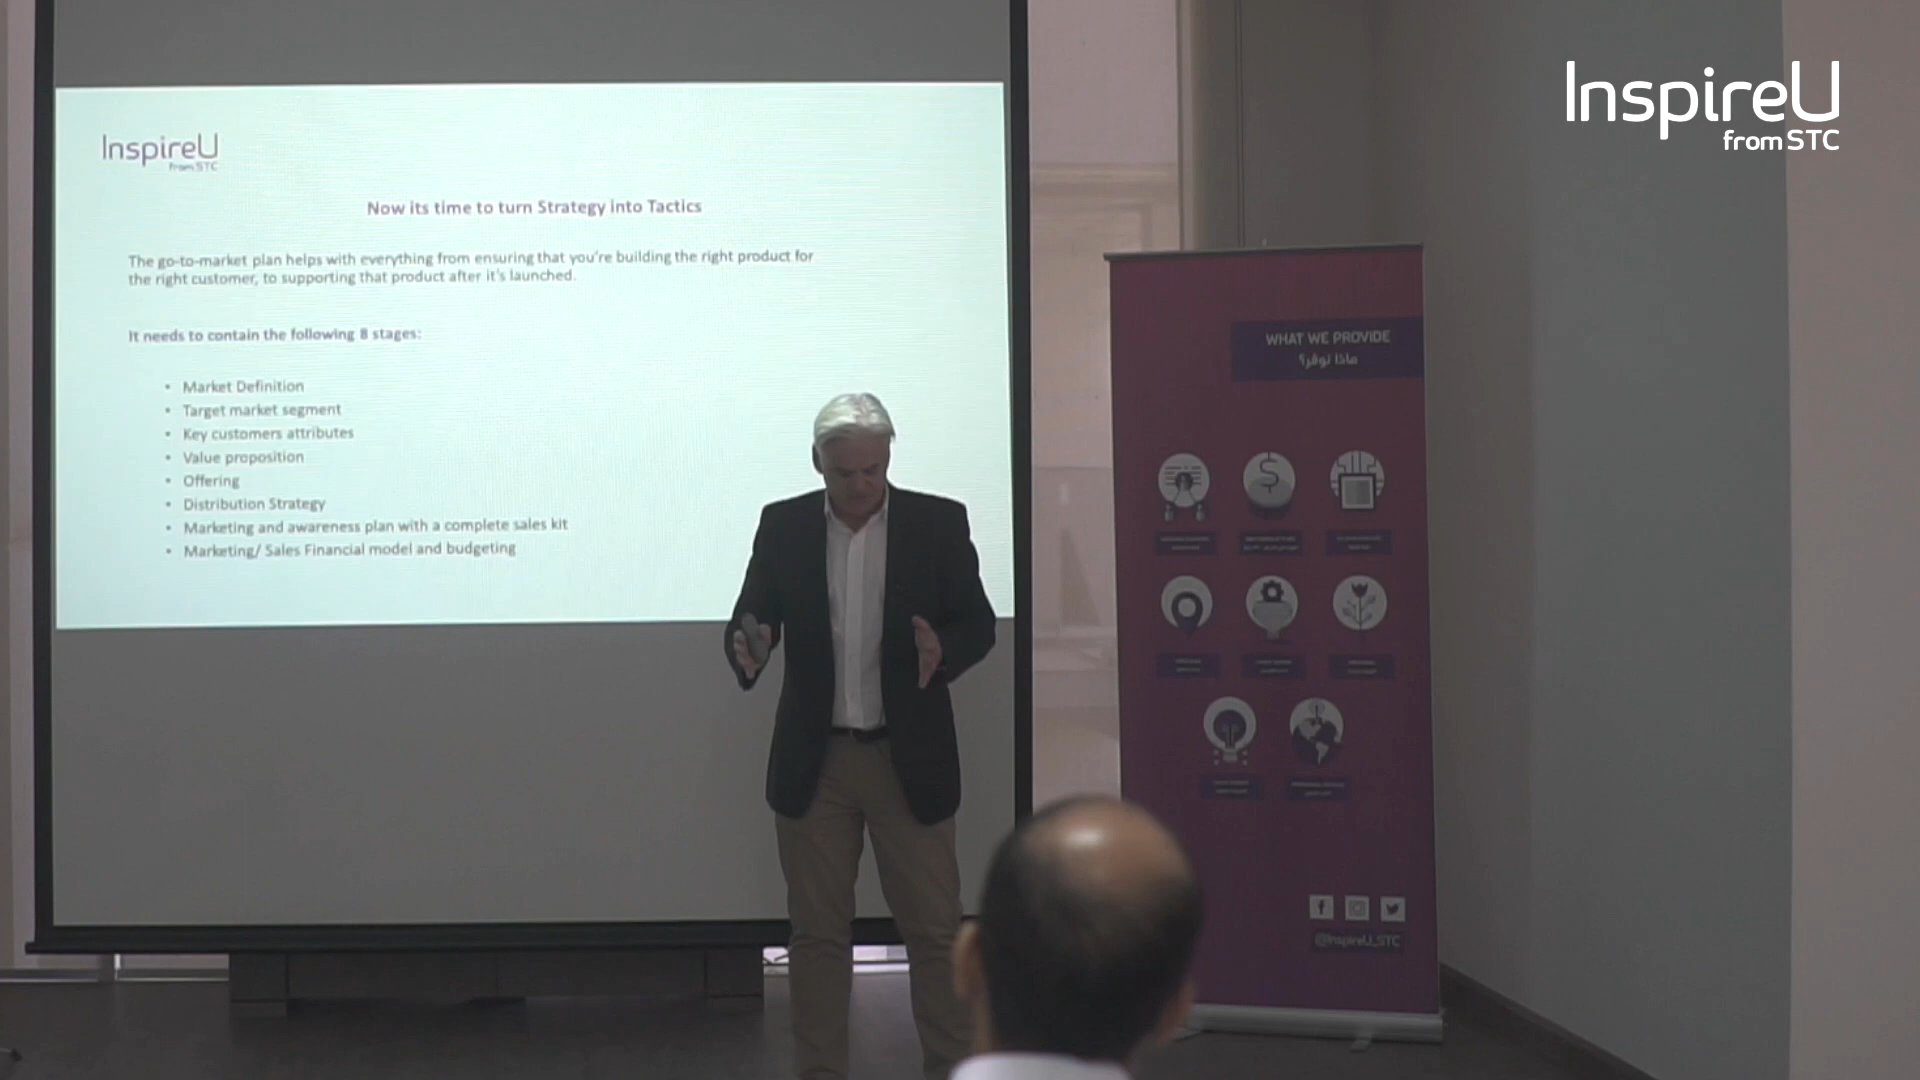 InspireU
from STC
InspireU
from STC
Now its time to turn Strategy into Tactics
The go-to-market plan helps with everything from ensuring that you're building the right product for
the right customer, to supporting that product after it's launched.
It needs to contain the following 8 stages:
• Market Definition
• Target market segment
• Key customers attributes
• Value proposition
• Offering
• Distribution Strategy
• Marketing and awareness plan with a complete sales kit
• Marketing/ Sales Financial model and budgeting
WHAT WE PROVIDE
ماذا نوفر؟
@InspireU_STC